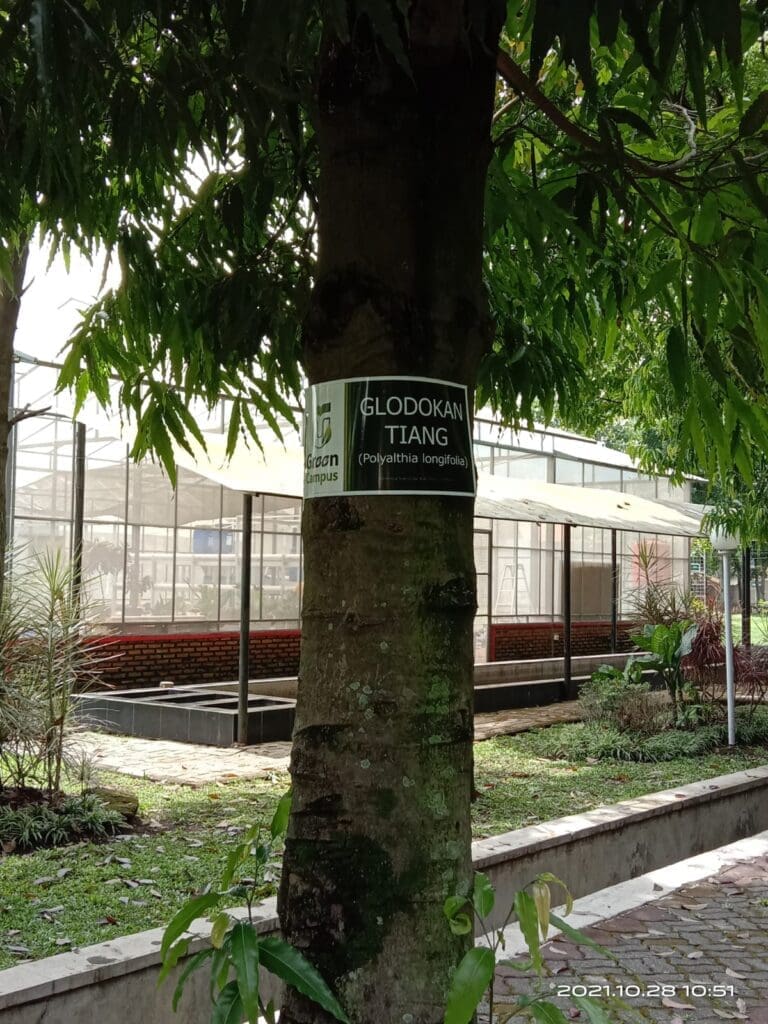 GLODOKAN
TIANG
(Polyalthia longifolia)
Green
Campus
2021.10.28 10:51